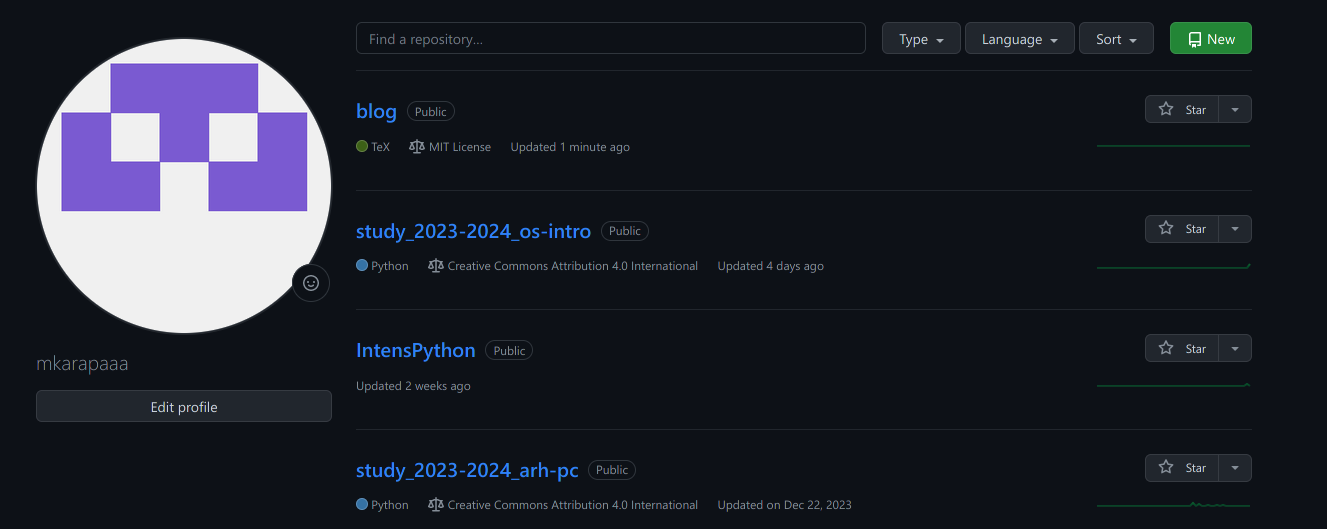 Find a repository...
Type
Language
Sort
New
blog
Public
Star
TeX
MIT License
Updated 1 minute ago
study_2023-2024_os-intro
Public
Star
Python
Creative Commons Attribution 4.0 International
Updated 4 days ago
mkarapaaa
Edit profile
IntensPython
Public
Star
Updated 2 weeks ago
study_2023-2024_arh-pc
Public
Star
Python
Creative Commons Attribution 4.0 International
Updated on Dec 22, 2023